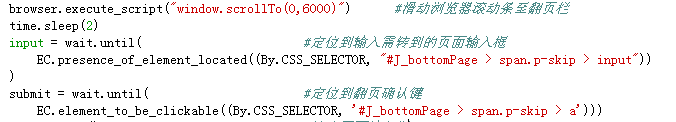 browser.execute_script("window.scrollTo(0,6000)")     #滑动浏览器滚动条至翻页栏
time.sleep(2)
input = wait.until(     #定位到输入需转到的页面输入框
    EC.presence_of_element_located((By.CSS_SELECTOR, "#J_bottomPage > span.p-skip > input"))
)
submit = wait.until(     #定位到翻页确认键
    EC.element_to_be_clickable((By.CSS_SELECTOR, '#J_bottomPage > span.p-skip > a')))